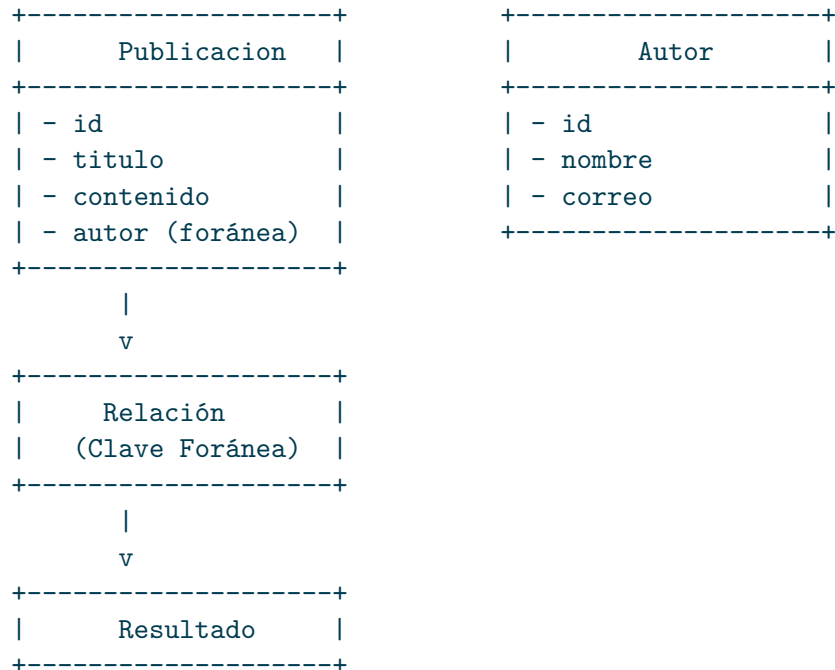 +---------------------+          +---------------------+
|      Publicacion   |          |        Autor       |
+---------------------+          +---------------------+
| - id               |          | - id               |
| - titulo           |          | - nombre           |
| - contenido        |          | - correo           |
| - autor (foránea)  |          +---------------------+
+---------------------+
       |
       v
+---------------------+
|     Relación       |
|   (Clave Foránea)  |
+---------------------+
       |
       v
+---------------------+
|      Resultado     |
+---------------------+